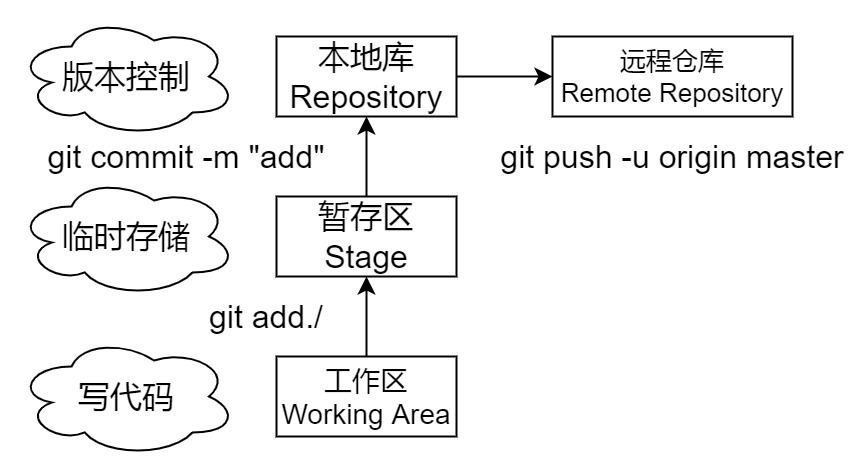 版本控制
本地库
Repository
远程仓库
Remote Repository
git commit -m "add"
git push -u origin master
临时存储
暂存区
Stage
git add./
写代码
工作区
Working Area